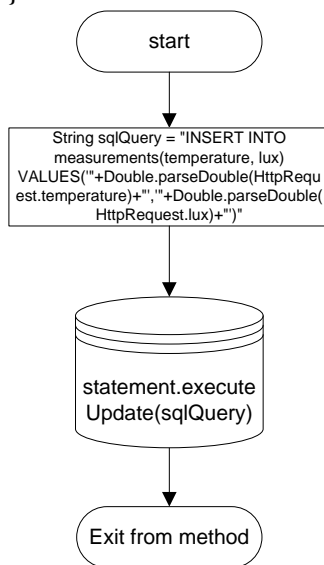 start
String sqlQuery = "INSERT INTO
measurements(temperature, lux)
VALUES('"+Double.parseDouble(HttpRequ
est.temperature)+"','"+Double.parseDouble(
HttpRequest.lux)+"')"
statement.execute
Update(sqlQuery)
Exit from method